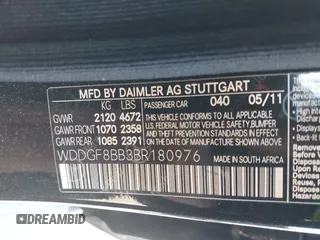 MFD BY DAIMLER AG STUTTGART
KG LBS
GVWR 2120 4672
GAWR FRONT 1070 2358
GAWR REAR 1085 2391
PASSENGER CAR 040 05/11
THIS VEHICLE CONFORMS TO ALL APPLICABLE
U.S. FEDERAL MOTOR VEHICLE SAFETY, BUMPER
AND THEFT PREVENTION STANDARDS IN EFFECT
ON THE DATE OF MANUFACTURE SHOWN ABOVE.
WDDGF8BB3BR180976
MADE IN SOUTH AFRICA
AutoBidMaster